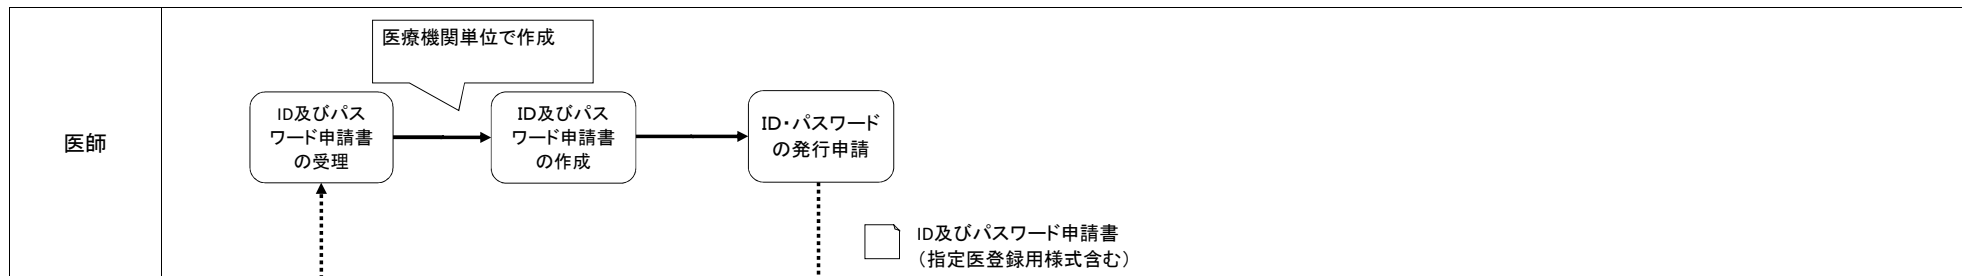 医療機関単位で作成
医師
ID及びパス
ワード申請書
の受理
ID及びパス
ワード申請書
の作成
ID・パスワード
の発行申請
ID及びパスワード申請書
（指定医登録用様式含む）